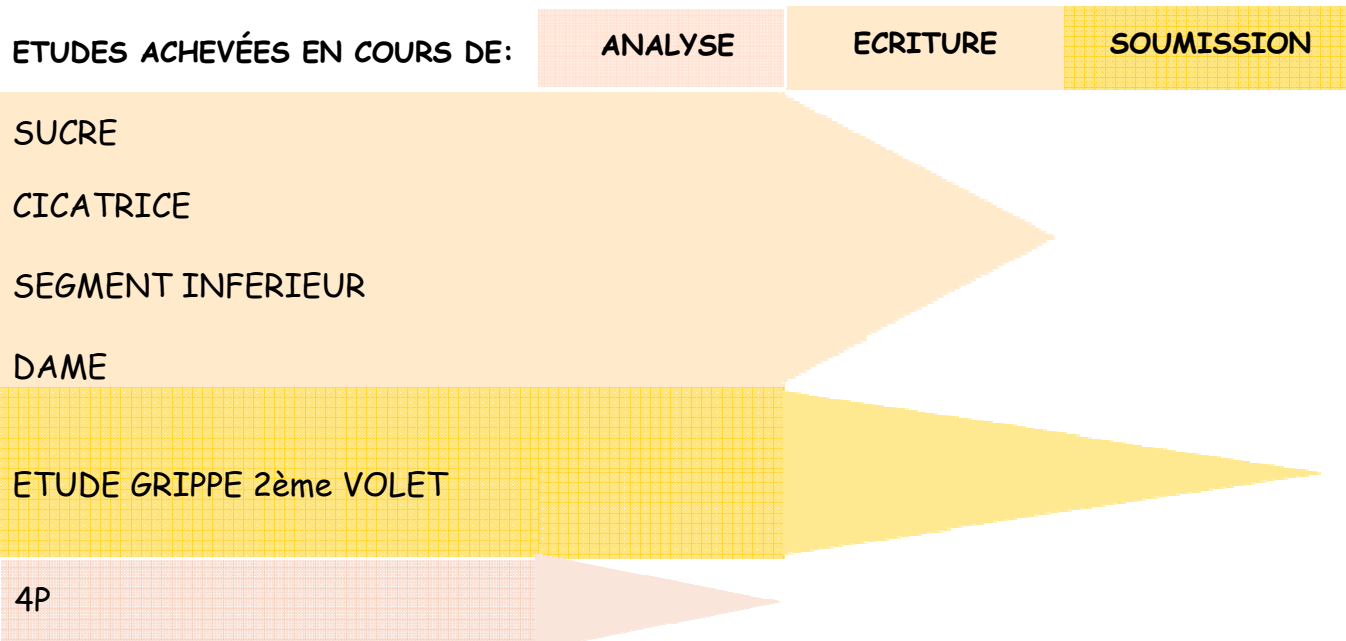 ETUDES ACHEVÉES EN COURS DE: ANALYSE ECRITURE SOUMISSION
SUCRE
CICATRICE
SEGMENT INFERIEUR
DAME
ETUDE GRIPPE 2ème VOLET
4P